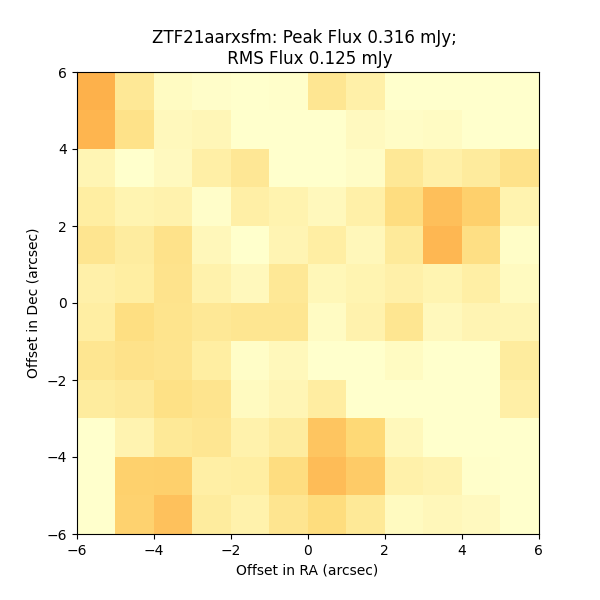 ZTF21aarxsfm: Peak Flux 0.316 mJy;
RMS Flux 0.125 mJy
6
4
2
0
−2
−4
−6
Offset in Dec (arcsec)
−6 −4 −2 0 2 4 6
Offset in RA (arcsec)